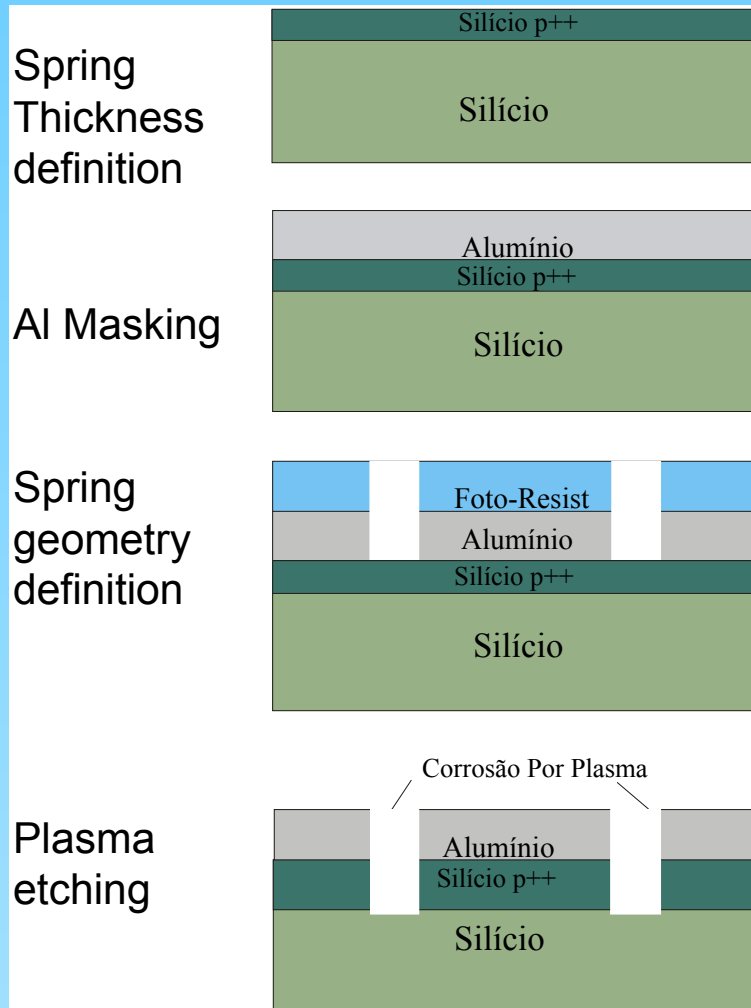 Spring
Thickness
definition
Silício p++
Silício
Al Masking
Alumínio
Silício p++
Silício
Spring
geometry
definition
Foto-Resist
Alumínio
Silício p++
Silício
Plasma
etching
Corrosão Por Plasma
Alumínio
Silício p++
Silício